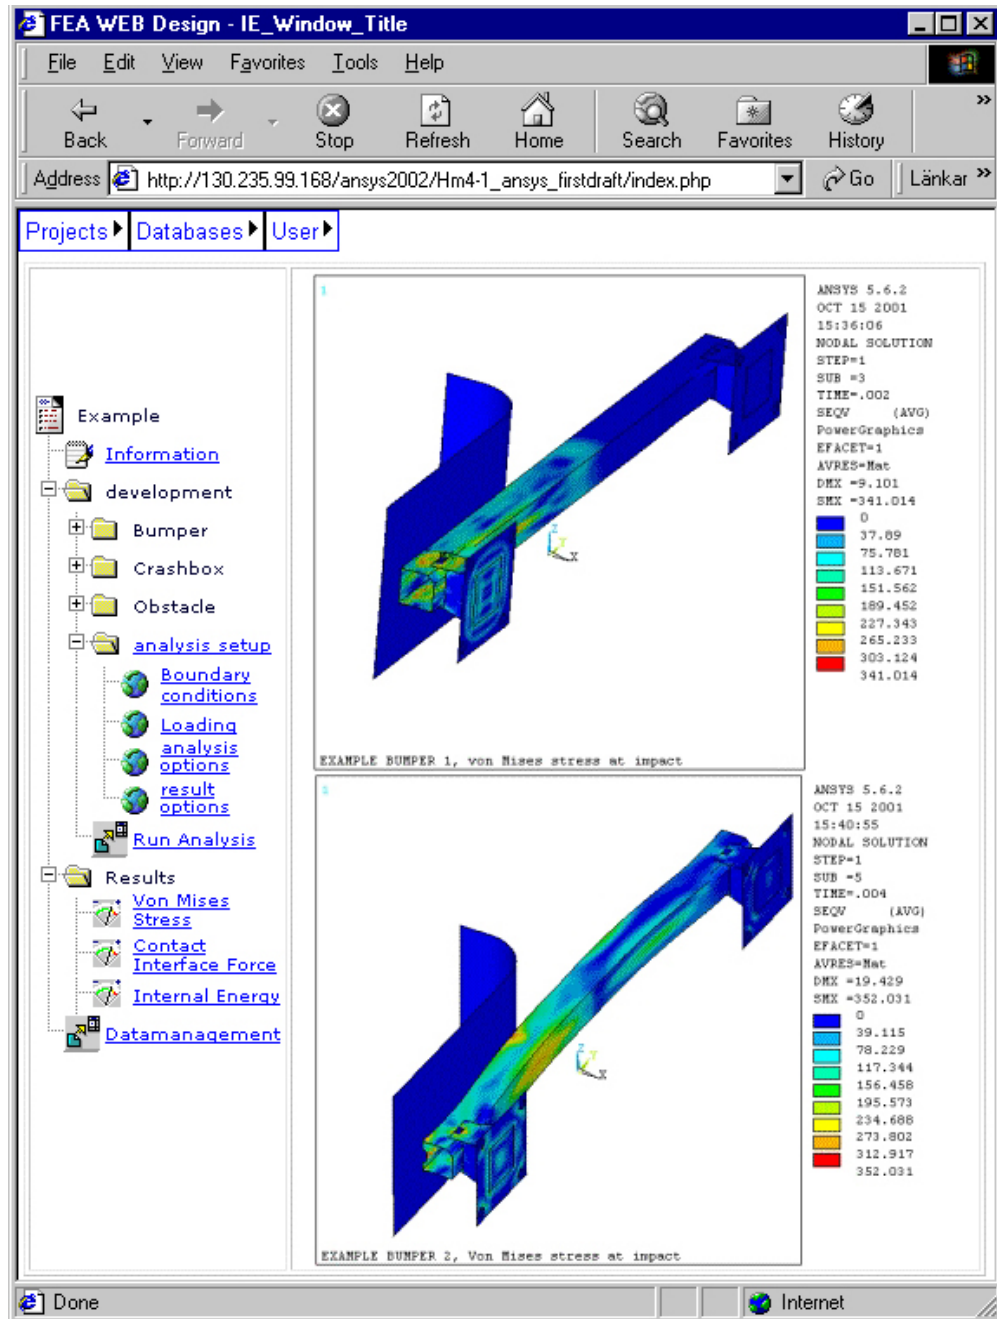 FEA WEB Design - IE_Window_Title
File Edit View Favorites Tools Help
Back Forward Stop Refresh Home Search Favorites History »
Address http://130.235.99.168/ansys2002/Hm4-1_ansys_firstdraft/index.php Go Länkar »
Projects Databases User
Example
Information
development
Bumper
Crashbox
Obstacle
analysis setup
Boundary
conditions
Loading
analysis
options
result
options
Run Analysis
Results
Von Mises
Stress
Contact
Interface Force
Internal Energy
Datamanagement
1
Z
Y
X
EXAMPLE BUMPER 1, von Mises stress at impact
ANSYS 5.6.2
OCT 15 2001
15:36:06
NODAL SOLUTION
STEP=1
SUB =3
TIME=.002
SEQV (AVG)
PowerGraphics
EFACET=1
AVRES=Mat
DMX =9.101
SMX =341.014
0
37.89
75.781
113.671
151.562
189.452
227.343
265.233
303.124
341.014
Z
Y
X
EXAMPLE BUMPER 2, Von Mises stress at impact
ANSYS 5.6.2
OCT 15 2001
15:40:55
NODAL SOLUTION
STEP=1
SUB =5
TIME=.004
SEQV (AVG)
PowerGraphics
EFACET=1
AVRES=Mat
DMX =19.429
SMX =352.031
0
39.115
78.229
117.344
156.458
195.573
234.688
273.802
312.917
352.031
Done Internet